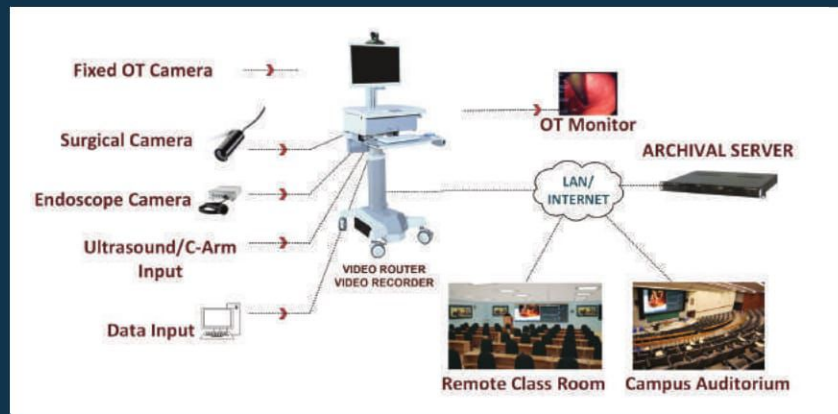 Fixed OT Camera
Surgical Camera
Endoscope Camera
Ultrasound/C-Arm
Input
Data Input
VIDEO ROUTER
VIDEO RECORDER
OT Monitor
ARCHIVAL SERVER
LAN/
INTERNET
Remote Class Room
Campus Auditorium